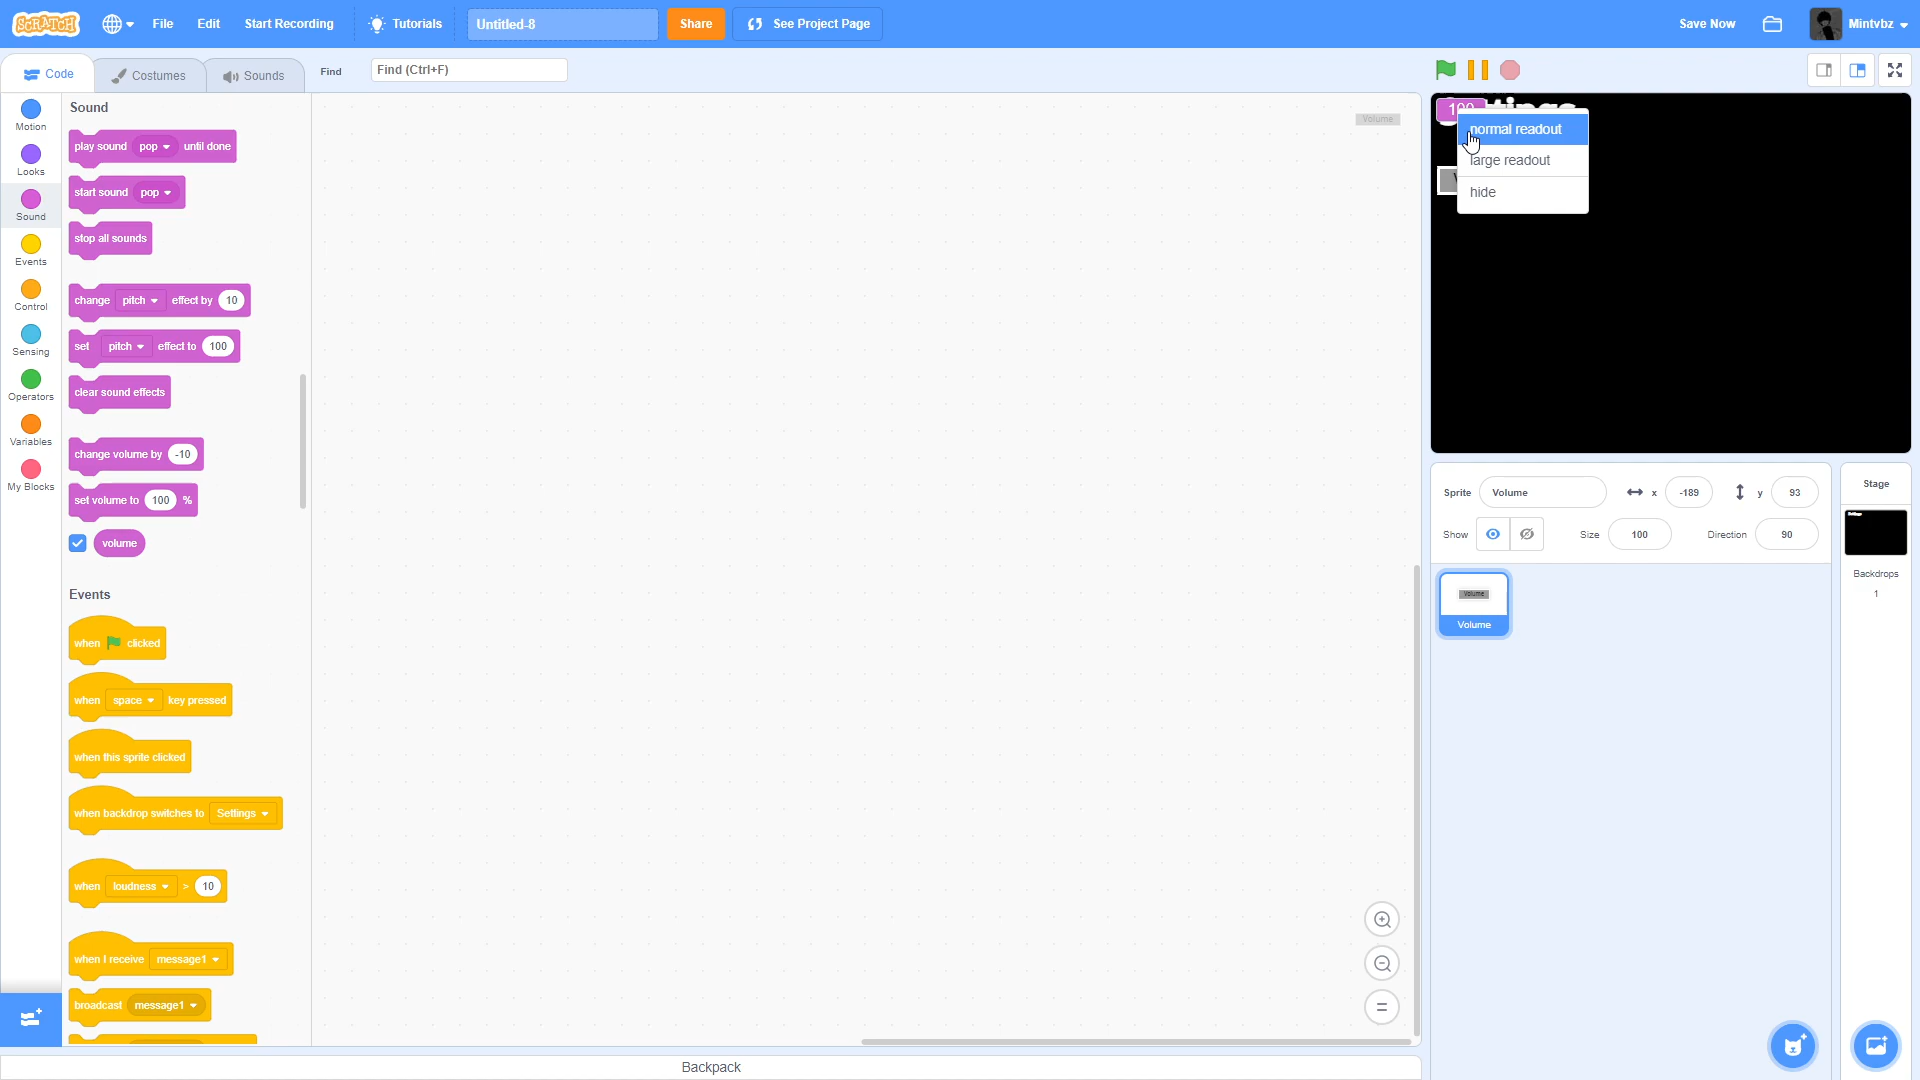 SCRATCH File Edit Start Recording Tutorials Untitled-8 Share See Project Page Save Now Mintvbz
Code Costumes Sounds Find Find (Ctrl+F)
Motion
Looks
Sound
Events
Control
Sensing
Operators
Variables
My Blocks
Sound
play sound pop until done
start sound pop
stop all sounds
change pitch effect by 10
set pitch effect to 100
clear sound effects
change volume by -10
set volume to 100 %
volume
Events
when clicked
when space key pressed
when this sprite clicked
when backdrop switches to Settings
when loudness > 10
when I receive message1
broadcast message1
Volume
100
normal readout
large readout
hide
Sprite Volume x -189 y 93
Show Size 100 Direction 90
Volume
Volume
Stage
Settings
Backdrops
1
Backpack